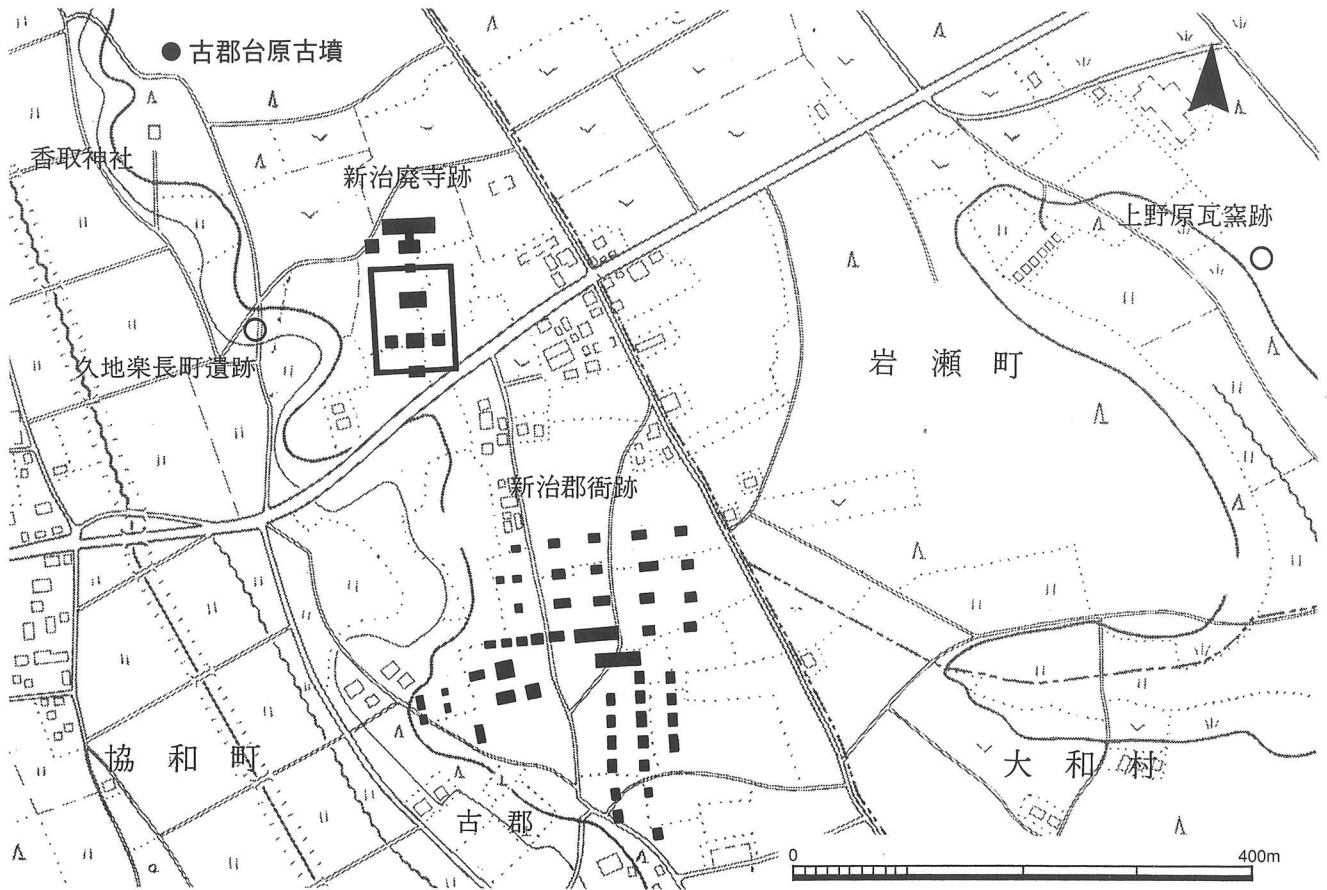 古郡台原古墳
香取神社
新治廃寺跡
上野原瓦窯跡
久地楽長町遺跡
岩瀬町
新治郡衙跡
協和町
大和村
古郡
0
400m